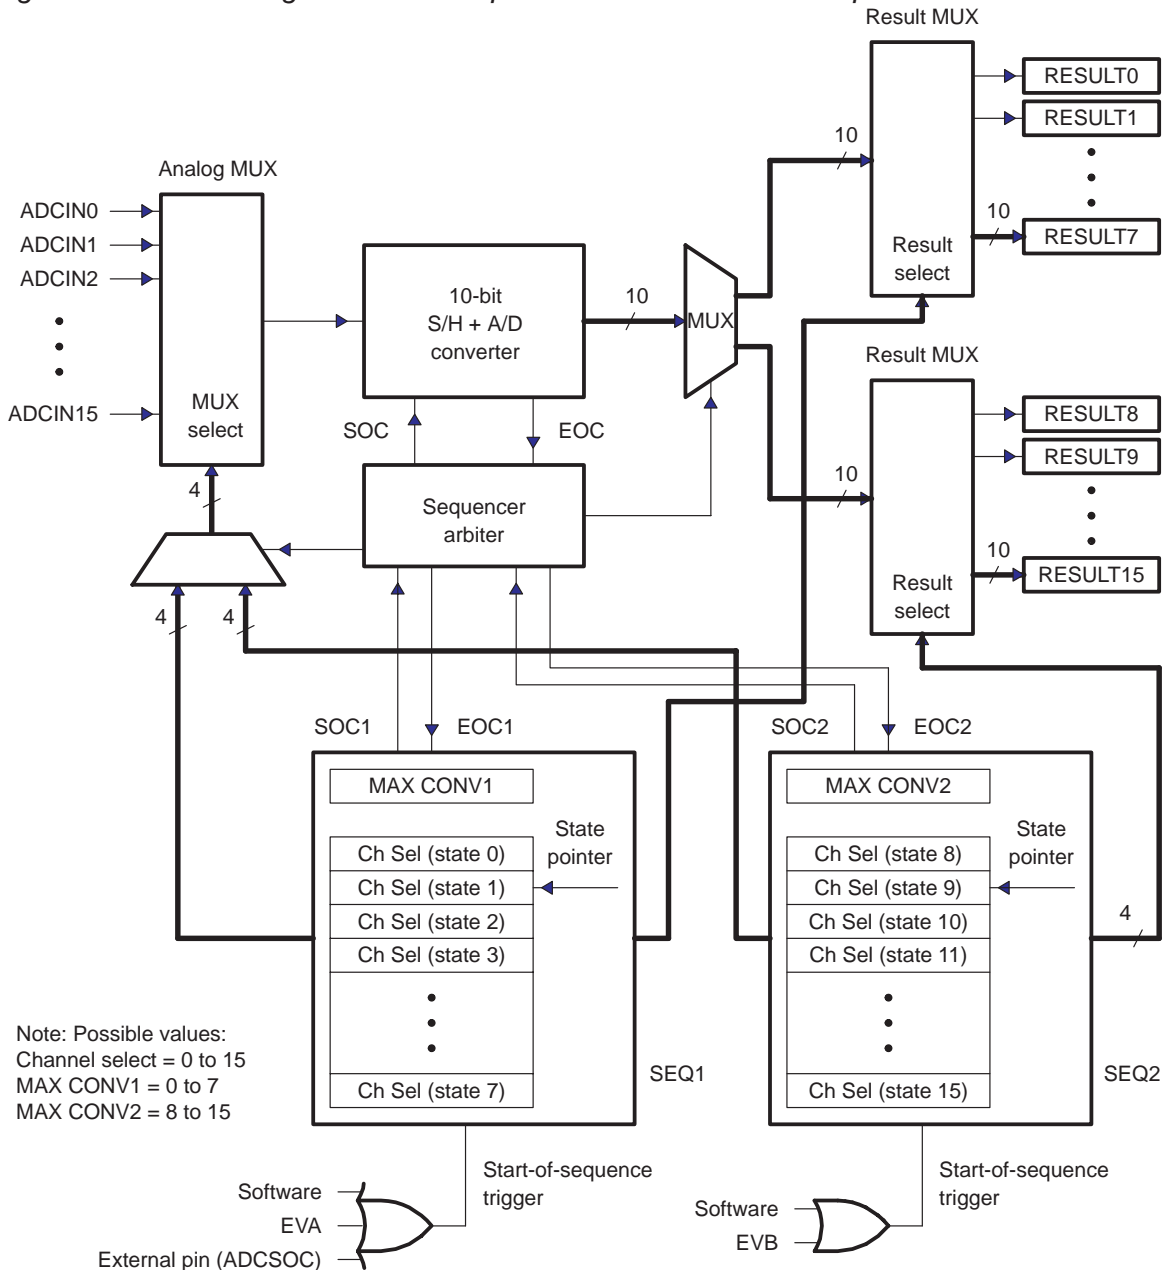 Result MUX
RESULT0
RESULT1
10
Analog MUX
ADCIN0
ADCIN1
ADCIN2
ADCIN15
MUX
select
10-bit
S/H + A/D
converter
10
MUX
Result
select
10
RESULT7
Result MUX
RESULT8
RESULT9
10
SOC
EOC
4
Sequencer
arbiter
10
RESULT15
Result
select
4
4
SOC1
EOC1
SOC2
EOC2
MAX CONV1
State
pointer
Ch Sel (state 0)
Ch Sel (state 1)
Ch Sel (state 2)
Ch Sel (state 3)
Ch Sel (state 7)
SEQ1
MAX CONV2
State
pointer
Ch Sel (state 8)
Ch Sel (state 9)
Ch Sel (state 10)
Ch Sel (state 11)
Ch Sel (state 15)
4
SEQ2
Note: Possible values:
Channel select = 0 to 15
MAX CONV1 = 0 to 7
MAX CONV2 = 8 to 15
Start-of-sequence
trigger
Software
EVA
External pin (ADCSOC)
Start-of-sequence
trigger
Software
EVB